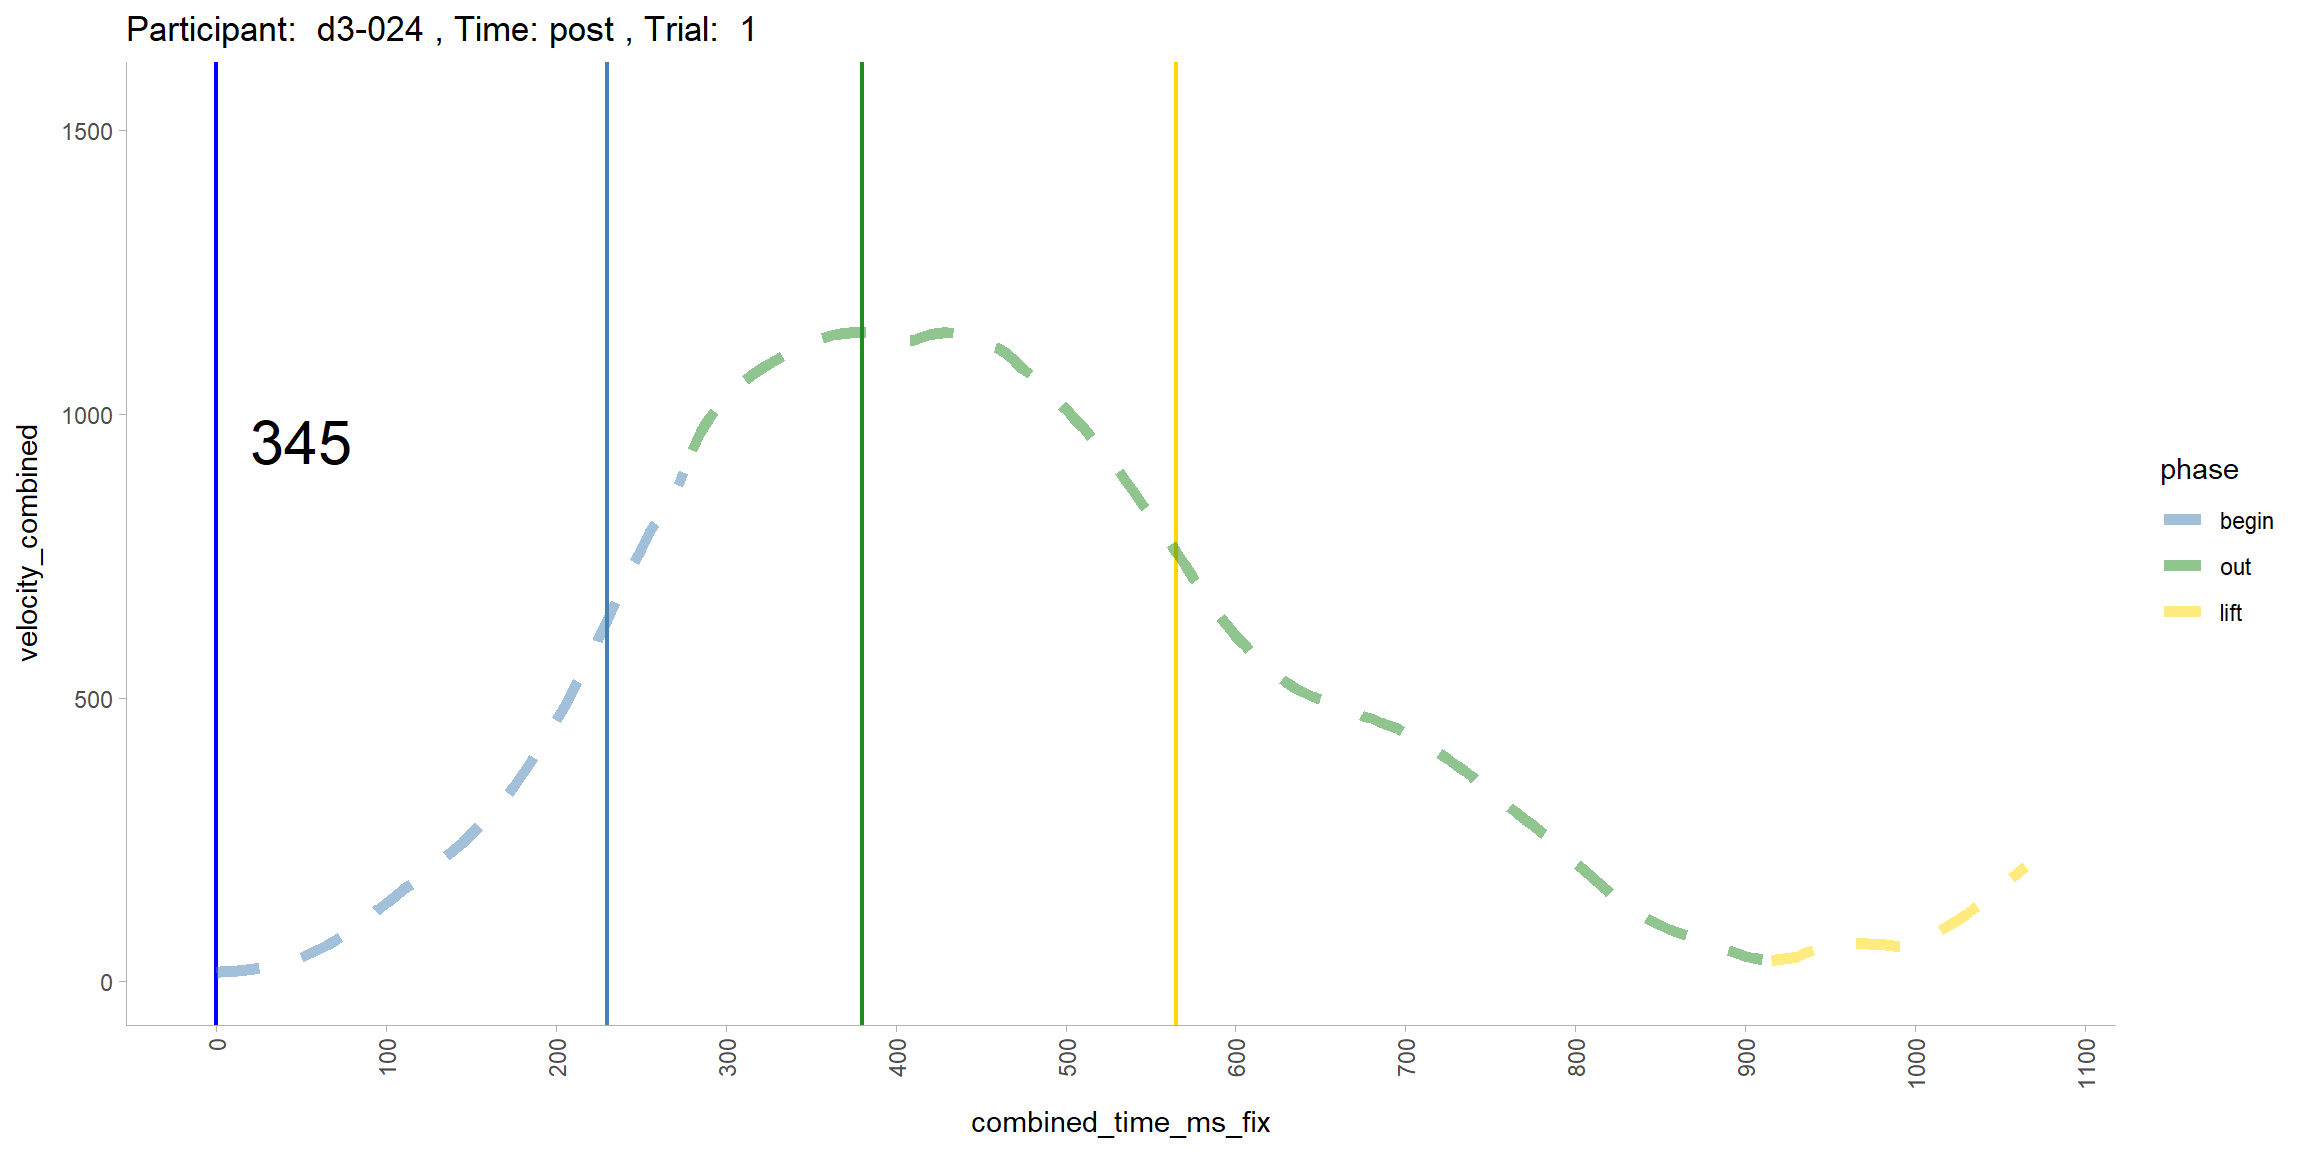 Participant:  d3-024 , Time: post , Trial:  1
1500
1000
500
0
velocity_combined
345
0
100
200
300
400
500
600
700
800
900
1000
1100
combined_time_ms_fix
phase
begin
out
lift